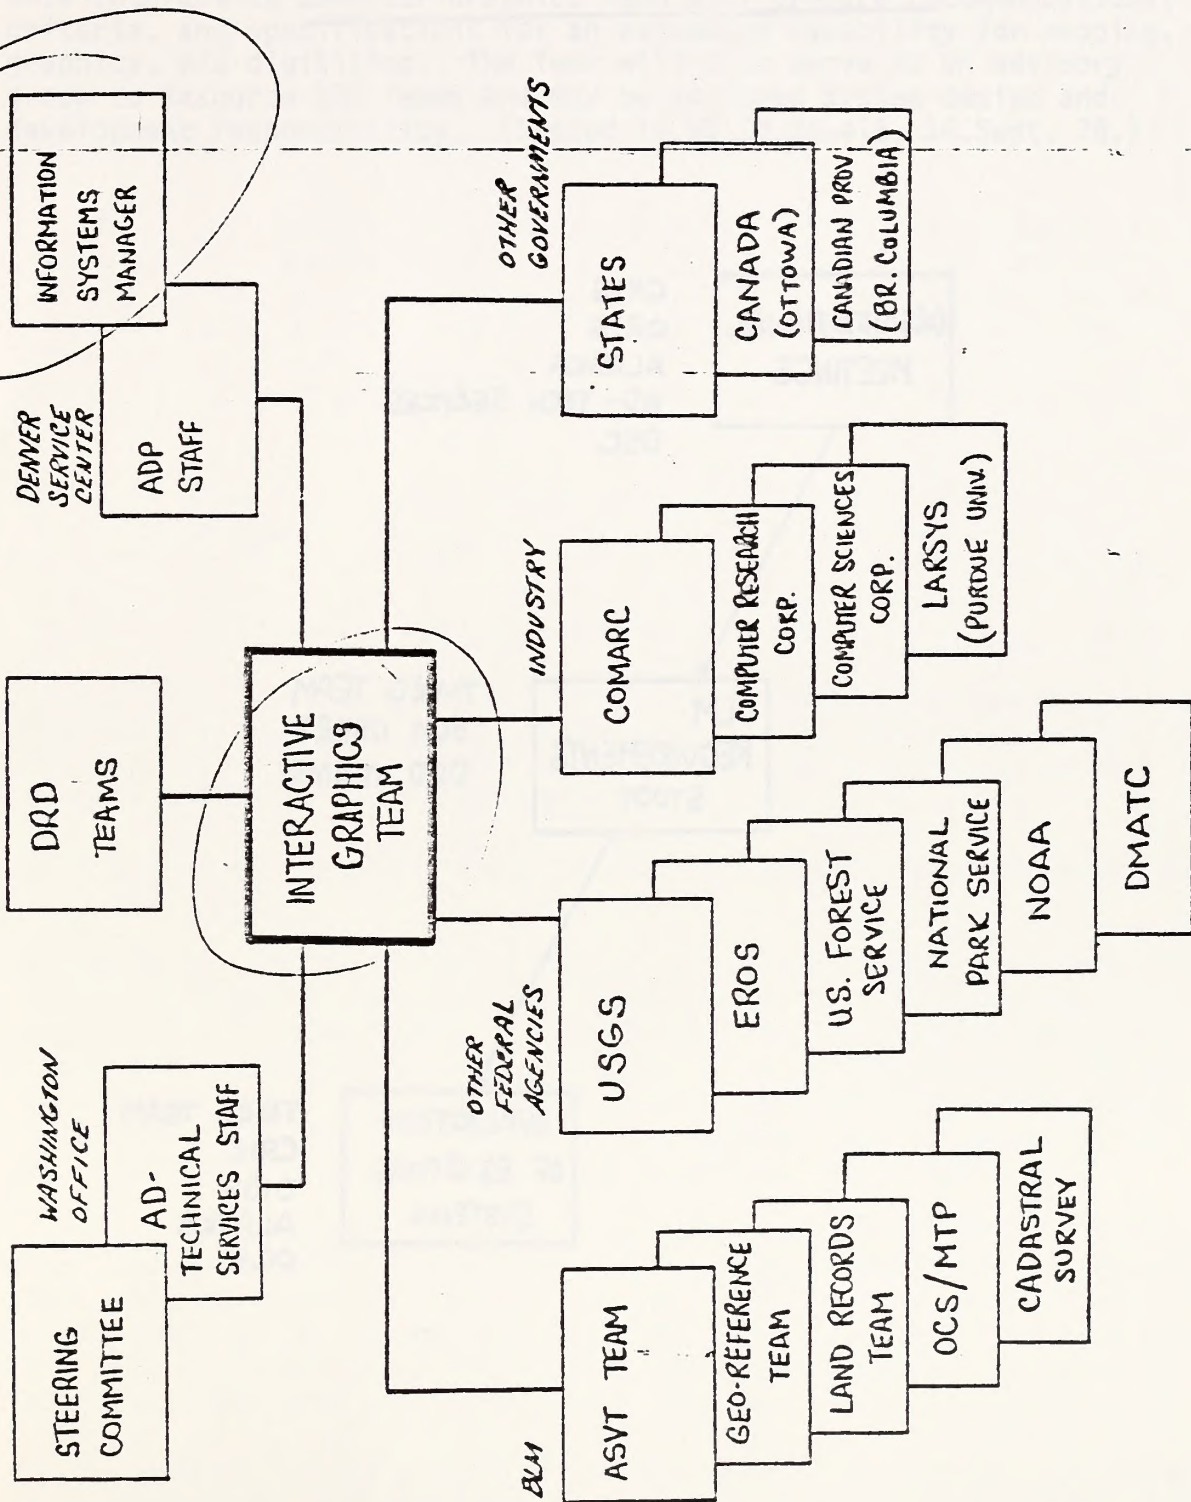 WASHINGTON
OFFICE
STEERING
COMMITTEE
AD-
TECHNICAL
SERVICES STAFF
DRD
TEAMS
DENVER
SERVICE
CENTER
INFORMATION
SYSTEMS
MANAGER
ADP
STAFF
INTERACTIVE
GRAPHICS
TEAM
BLM
ASVT TEAM
GEO-REFERENCE
TEAM
LAND RECORDS
TEAM
OCS/MTP
CADASTRAL
SURVEY
OTHER
FEDERAL
AGENCIES
USGS
EROS
U.S. FOREST
SERVICE
NATIONAL
PARK SERVICE
NOAA
DMATC
INDUSTRY
COMARC
COMPUTER RESEARCH
CORP.
COMPUTER SCIENCES
CORP.
LARSYS
(PURDUE UNIV.)
OTHER
GOVERNMENTS
STATES
CANADA
(OTTOWA)
CANADIAN PROV.
(BR. COLUMBIA)